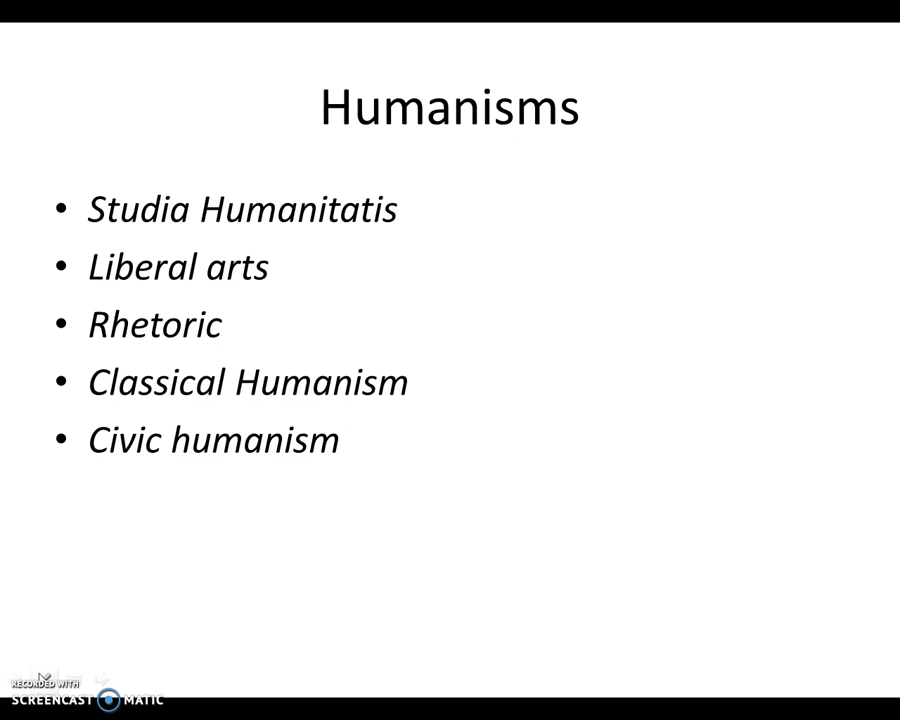 Humanisms
• Studia Humanitatis
• Liberal arts
• Rhetoric
• Classical Humanism
• Civic humanism
RECORDED WITH
SCREENCAST MATIC